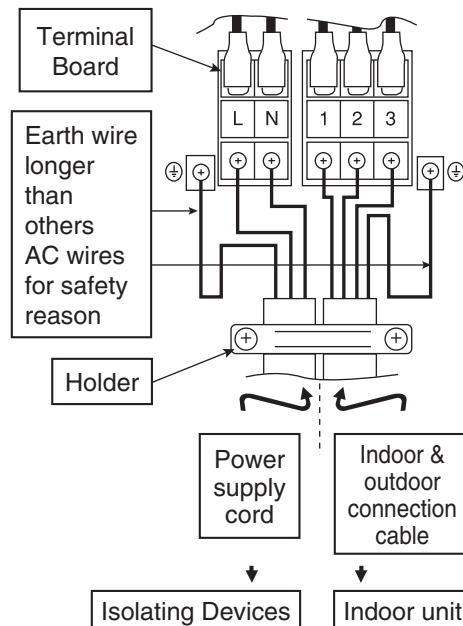 Terminal
Board
L N 1 2 3
Earth wire
longer
than
others
AC wires
for safety
reason
Holder
Power
supply
cord
Indoor &
outdoor
connection
cable
Isolating Devices
Indoor unit